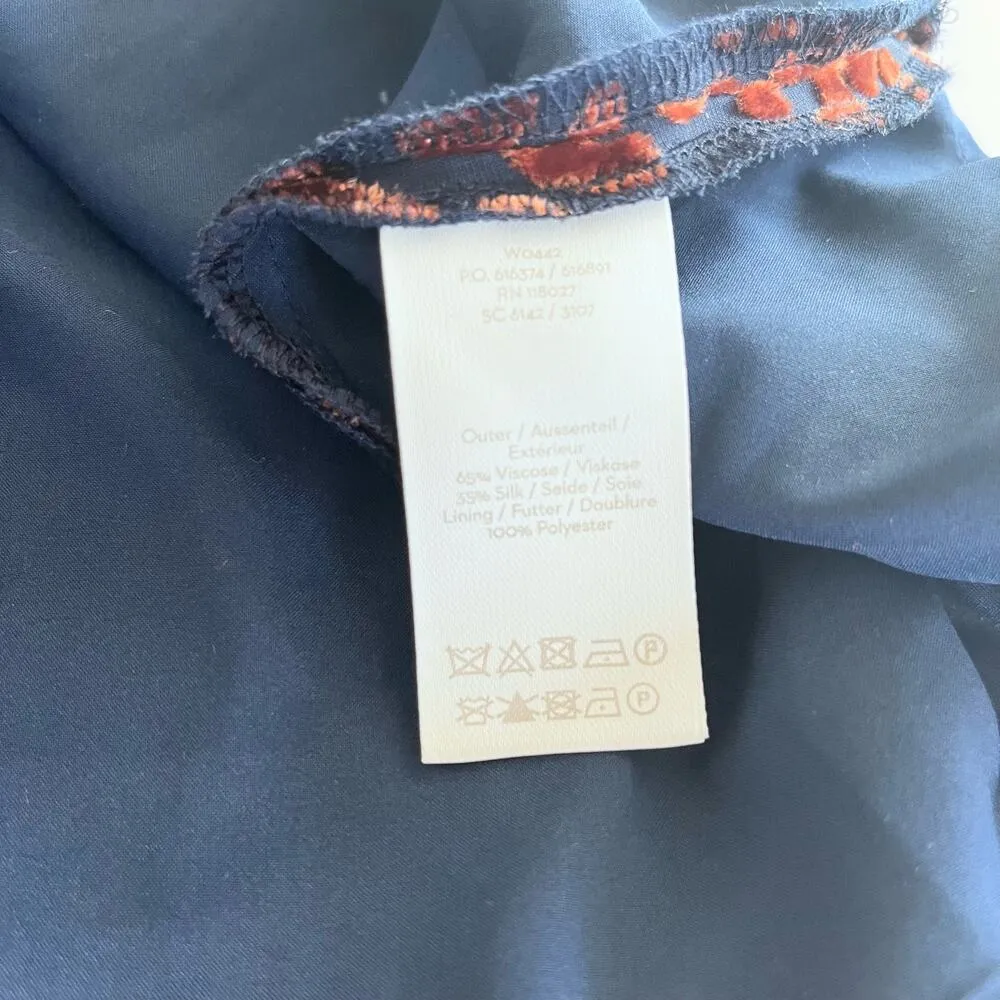 W0442
P.O. 616374 / 616891
RN 118027
SC 6142 / 3107
Outer / Aussenteil /
Extérieur
65% Viscose / Viskose
35% Silk / Seide / Soie
Lining / Futter / Doublure
100% Polyester
P
P